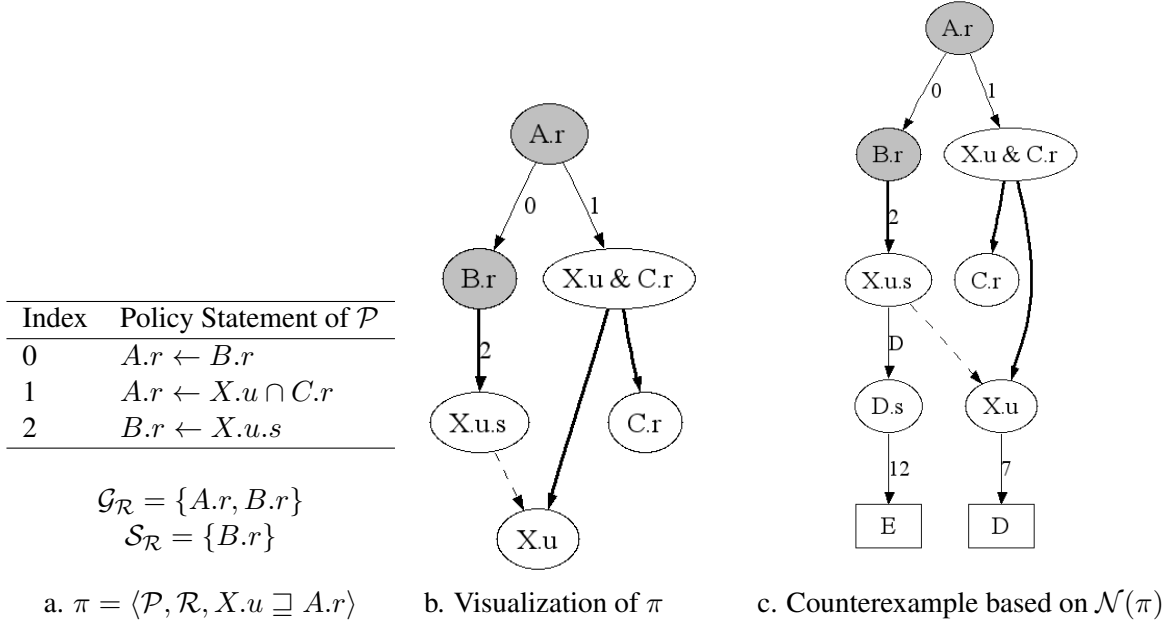 A.r
0 1
B.r X.u & C.r
2
X.u.s C.r
D
D.s X.u
12 7
E D
A.r
0 1
B.r X.u & C.r
2
X.u.s C.r
X.u
Index Policy Statement of 𝒫
0 A.r ← B.r
1 A.r ← X.u ∩ C.r
2 B.r ← X.u.s
𝒢_ℛ = {A.r, B.r}
𝒮_ℛ = {B.r}
a. π = ⟨𝒫, ℛ, X.u ⊒ A.r⟩
b. Visualization of π
c. Counterexample based on 𝒩(π)